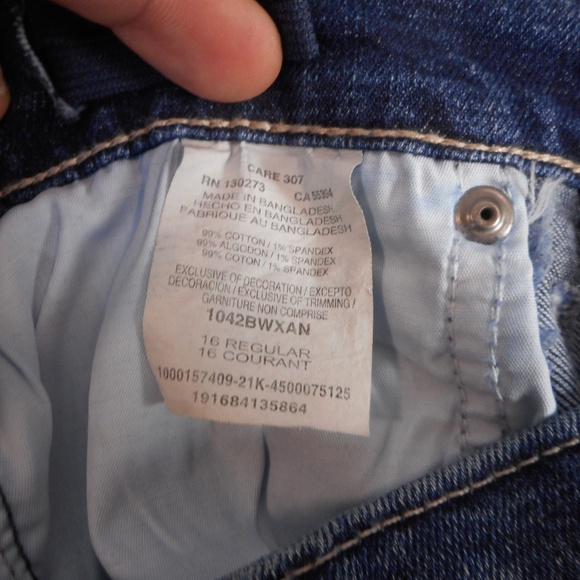 CARE 307
RN 130273 CA 55354
MADE IN BANGLADESH
HECHO EN BANGLADESH
FABRIQUE AU BANGLADESH
99% COTTON / 1% SPANDEX
99% ALGODON / 1% SPANDEX
99% COTON / 1% SPANDEX
EXCLUSIVE OF DECORATION / EXCEPTO
DECORACION / EXCLUSIVE OF TRIMMING /
GARNITURE NON COMPRISE
1042BWXAN
16 REGULAR
16 COURANT
1000157409-21K-4500075125
191684135864